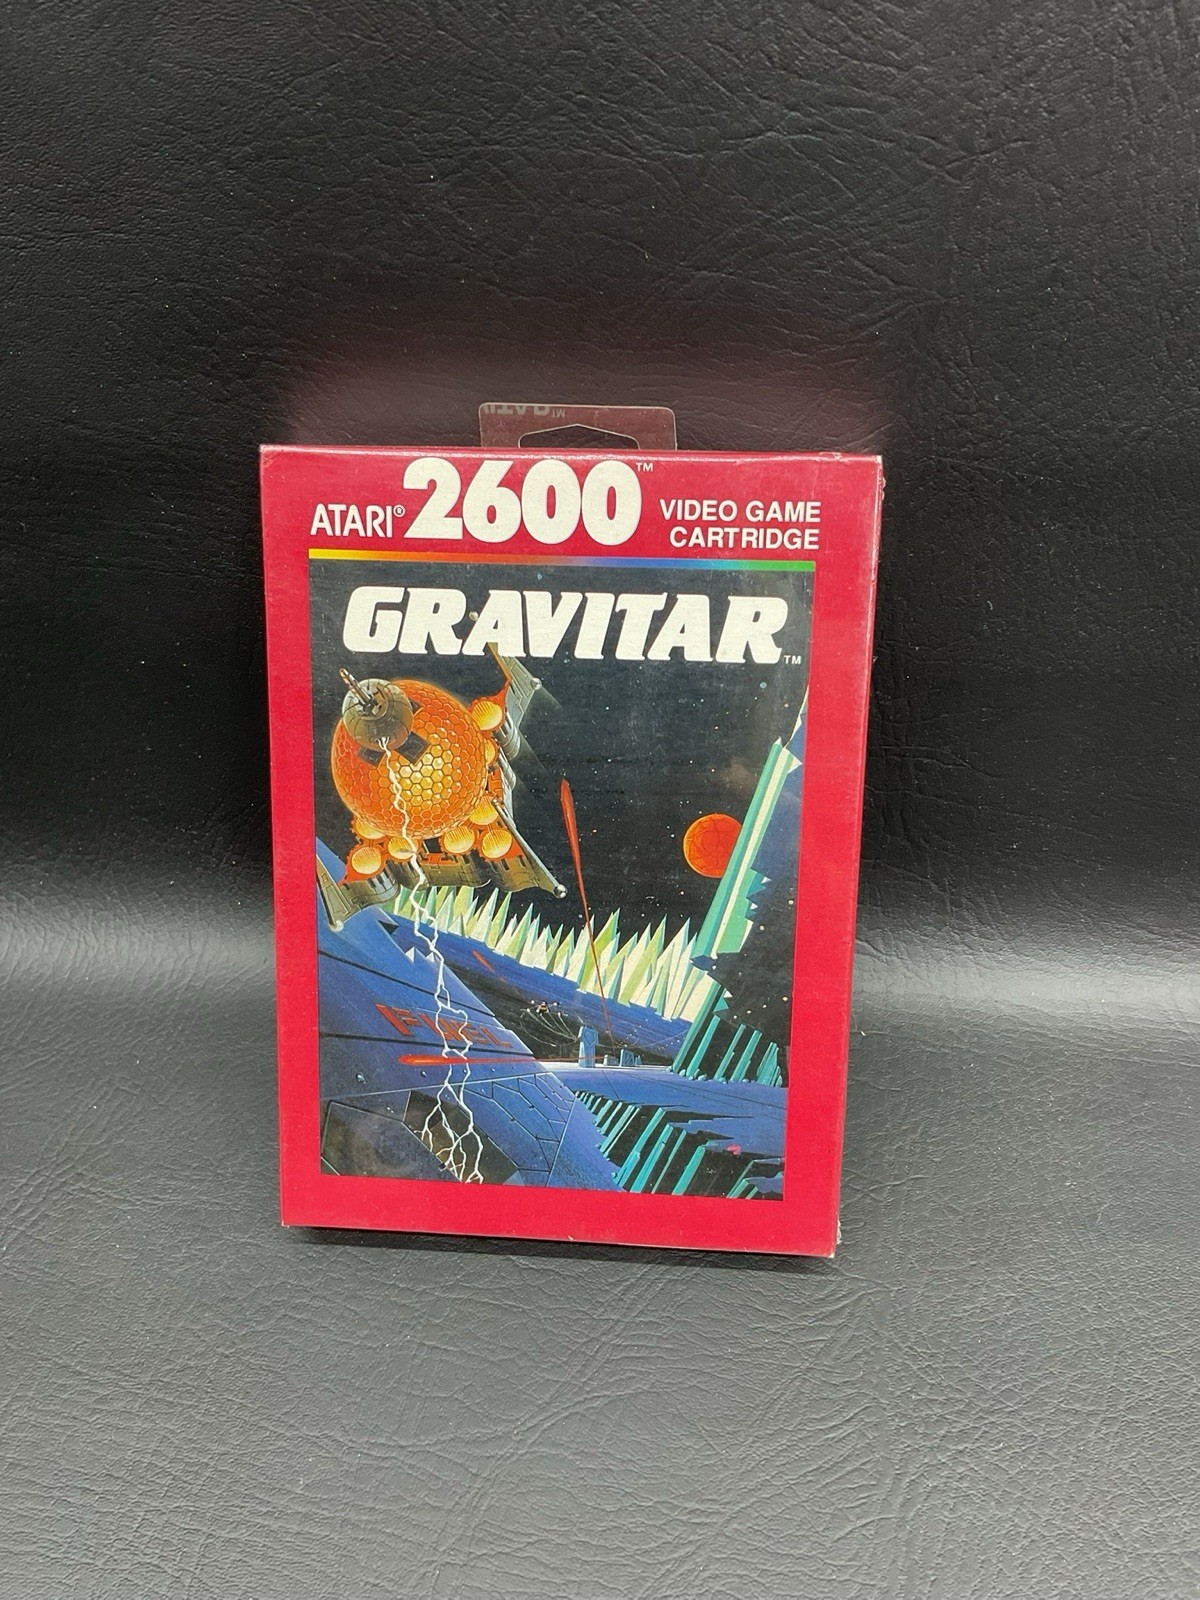 ATARI® 2600™ VIDEO GAME
CARTRIDGE
GRAVITAR™
FUEL